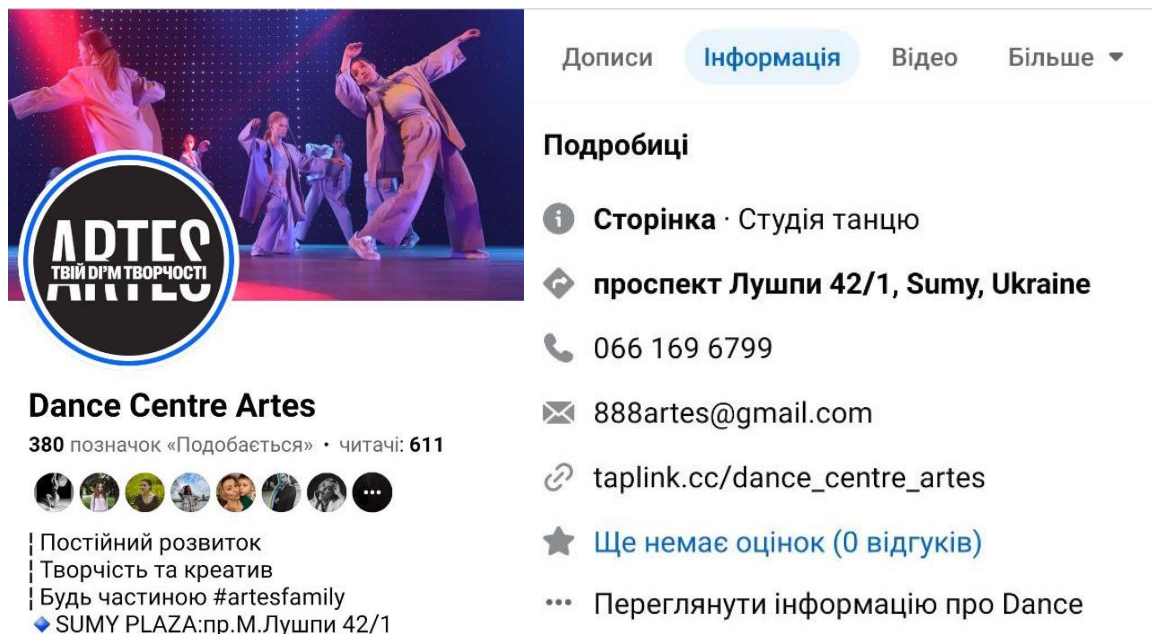 ARTES
ТВІЙ DI'М ТВОРЧОСТІ
Dance Centre Artes
380 позначок «Подобається» • читачі: 611
¦ Постійний розвиток
¦ Творчість та креатив
¦ Будь частиною #artesfamily
🔹 SUMY PLAZA:пр.М.Лушпи 42/1
Дописи Інформація Відео Більше
Подробиці
Сторінка · Студія танцю
проспект Лушпи 42/1, Sumy, Ukraine
066 169 6799
888artes@gmail.com
taplink.cc/dance_centre_artes
Ще немає оцінок (0 відгуків)
Переглянути інформацію про Dance